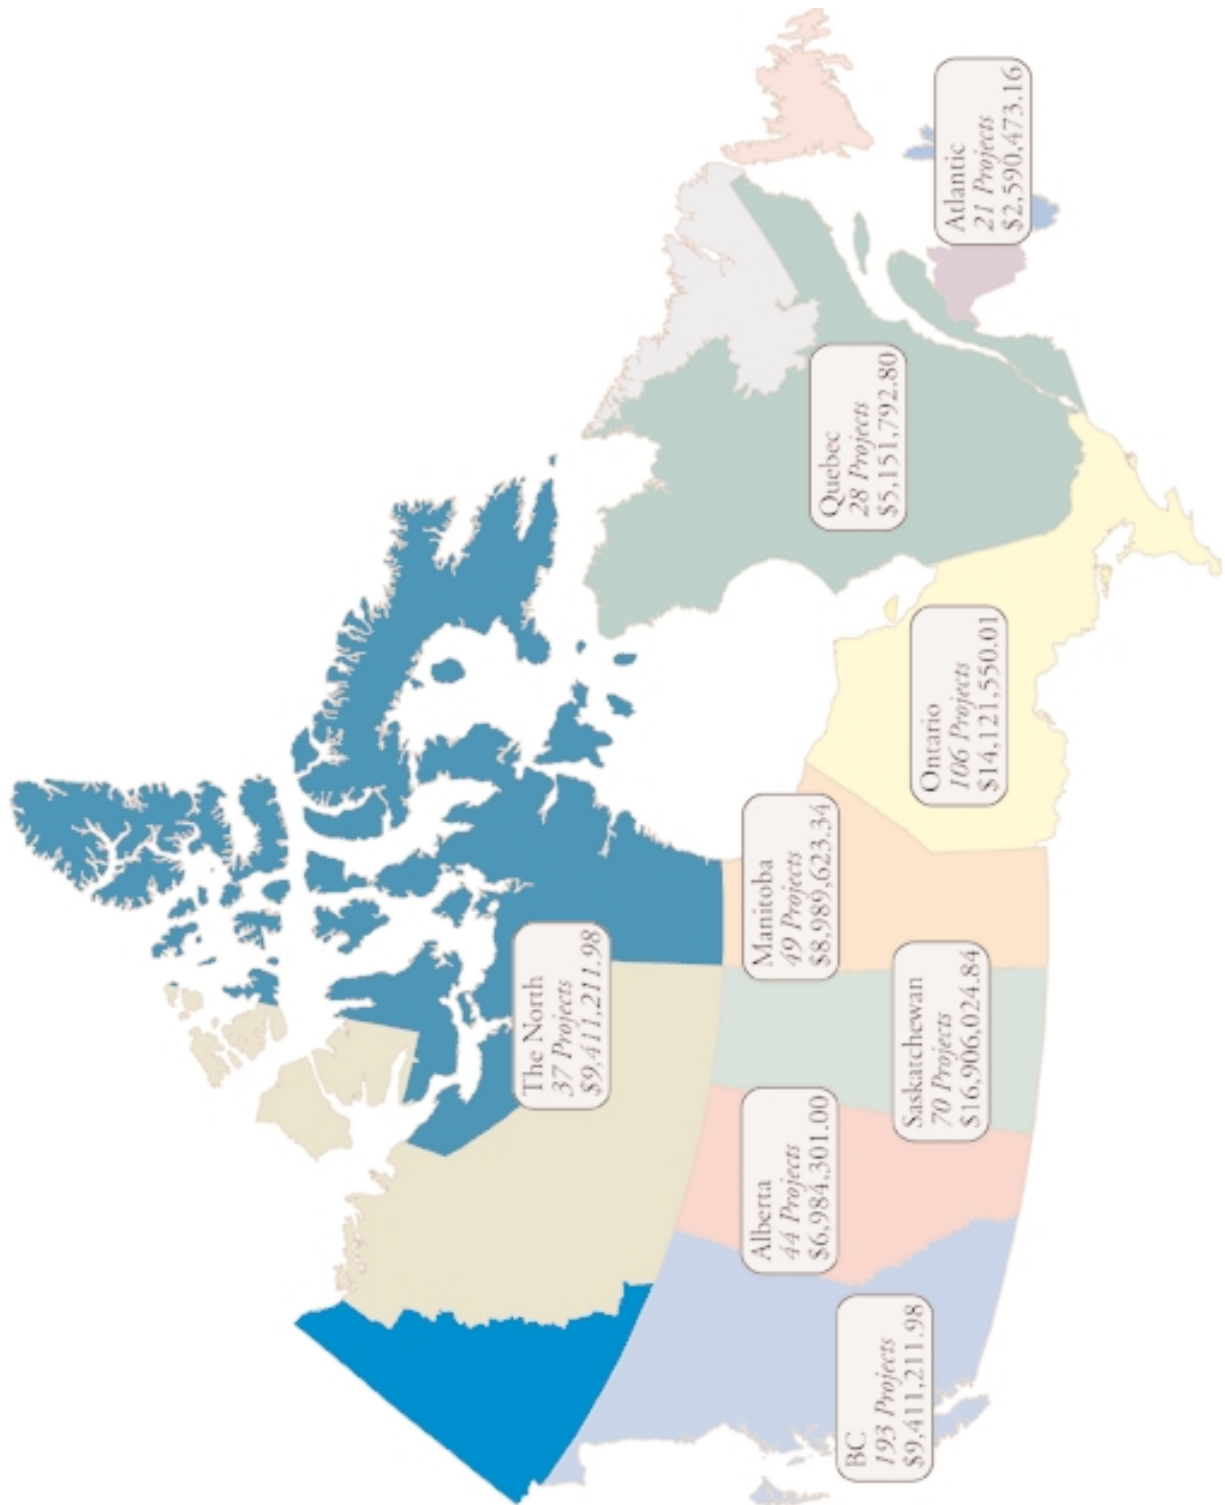 The North
37 Projects
$9,411,211.98
BC
193 Projects
$9,411,211.98
Alberta
44 Projects
$6,984,301.00
Saskatchewan
70 Projects
$16,906,024.84
Manitoba
49 Projects
$8,989,623.34
Ontario
106 Projects
$14,121,550.01
Quebec
28 Projects
$5,151,792.80
Atlantic
21 Projects
$2,590,473.16